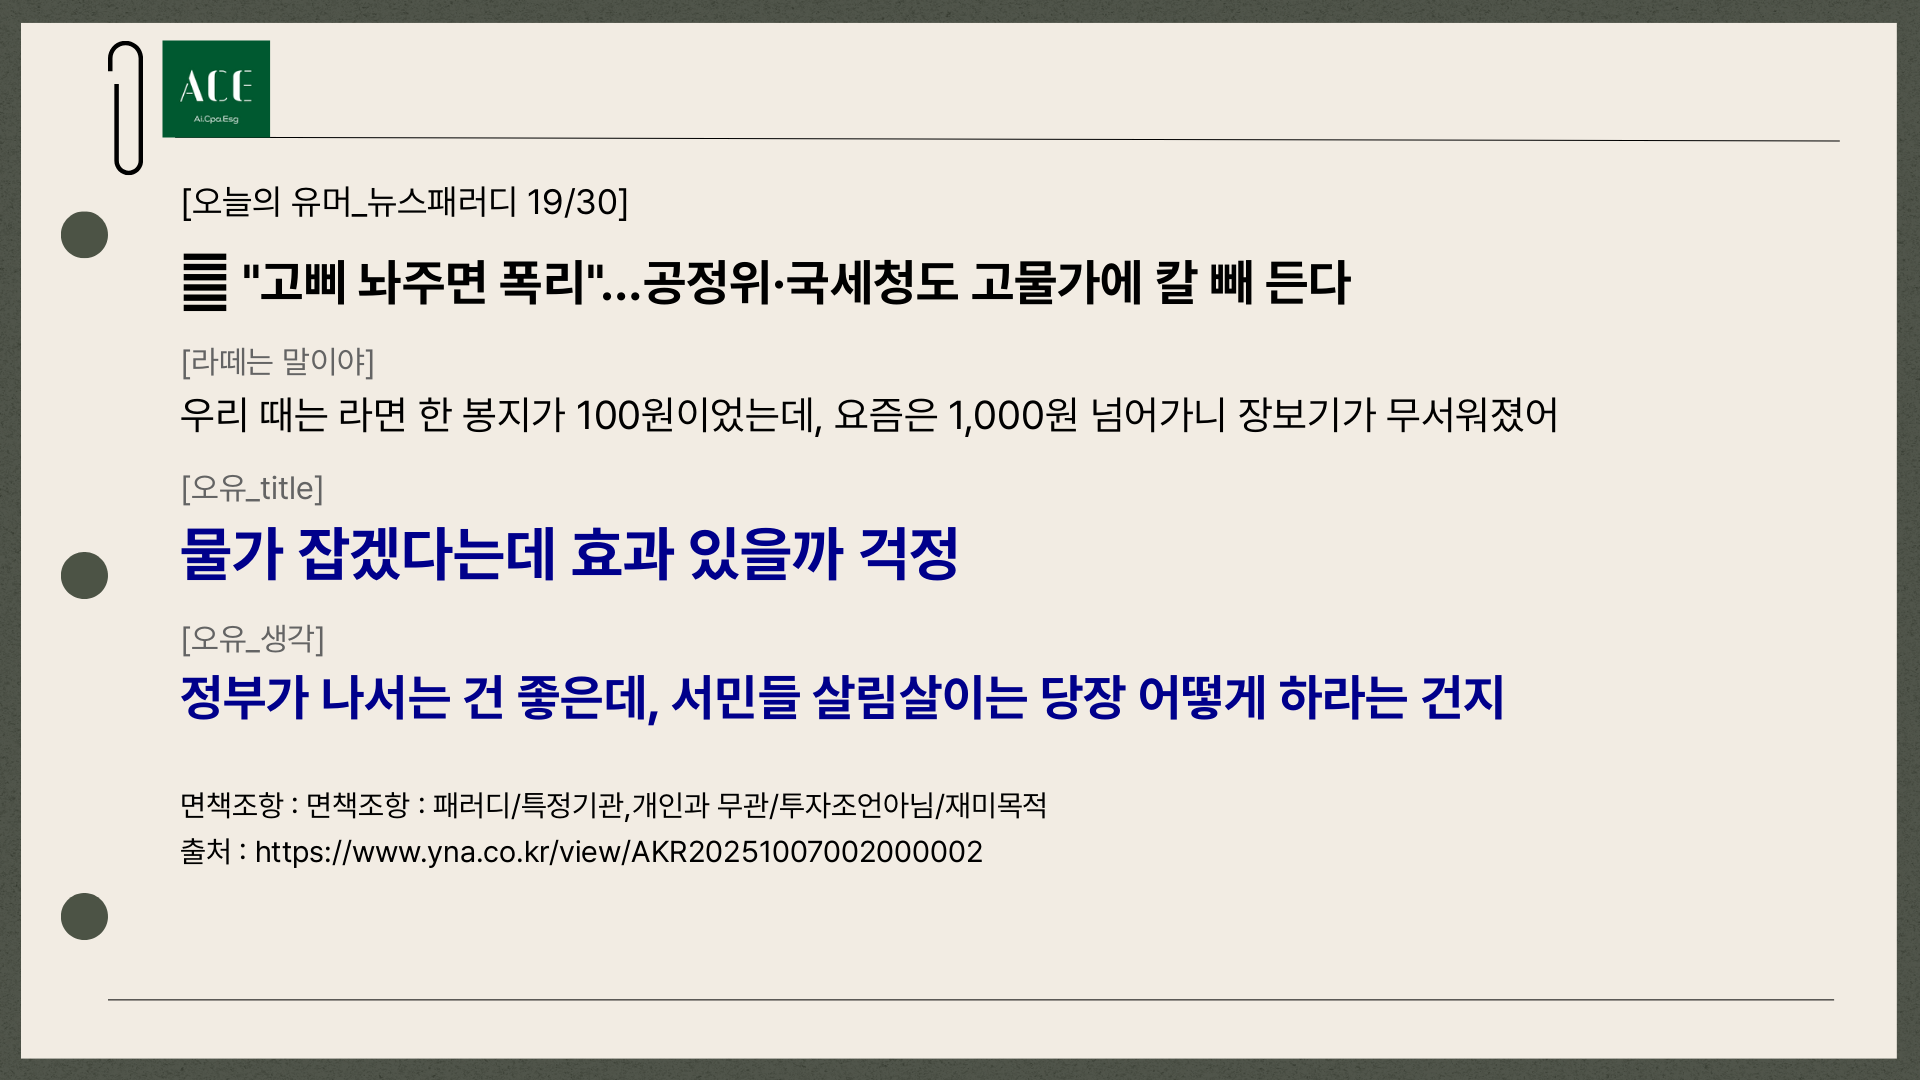 ACE
Ai.Cpa.Esg
[오늘의 유머_뉴스패러디 19/30]
"고삐 놔주면 폭리"...공정위·국세청도 고물가에 칼 빼 든다
[라떼는 말이야]
우리 때는 라면 한 봉지가 100원이었는데, 요즘은 1,000원 넘어가니 장보기가 무서워졌어
[오유_title]
물가 잡겠다는데 효과 있을까 걱정
[오유_생각]
정부가 나서는 건 좋은데, 서민들 살림살이는 당장 어떻게 하라는 건지
면책조항 : 면책조항 : 패러디/특정기관,개인과 무관/투자조언아님/재미목적
출처 : https://www.yna.co.kr/view/AKR20251007002000002